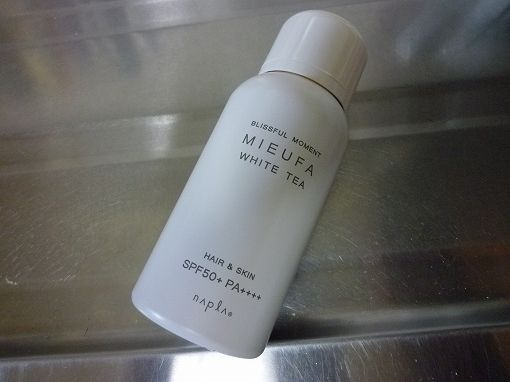 BLISSFUL MOMENT
MIEUFA
WHITE TEA
HAIR & SKIN
SPF50+ PA++++
napla®